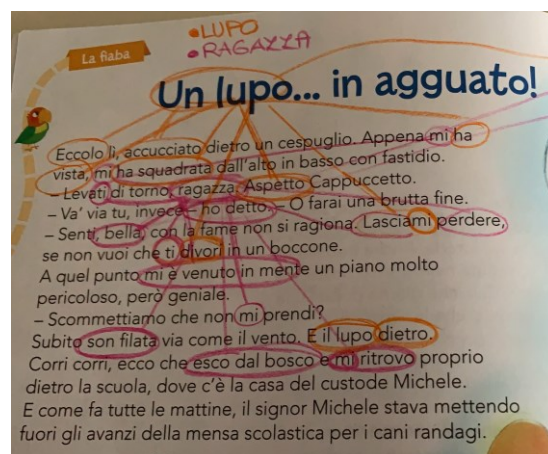 •LUPO
•RAGAZZA
La fiaba
Un lupo... in agguato!
Eccolo lì, accucciato dietro un cespuglio. Appena mi ha
vista, mi ha squadrata dall'alto in basso con fastidio.
– Levati di torno, ragazza. Aspetto Cappuccetto.
– Va' via tu, invece – ho detto. – O farai una brutta fine.
– Senti, bella, con la fame non si ragiona. Lasciami perdere,
se non vuoi che ti divori in un boccone.
A quel punto mi è venuto in mente un piano molto
pericoloso, però geniale.
– Scommettiamo che non mi prendi?
Subito son filata via come il vento. E il lupo dietro.
Corri corri, ecco che esco dal bosco e mi ritrovo proprio
dietro la scuola, dove c'è la casa del custode Michele.
E come fa tutte le mattine, il signor Michele stava mettendo
fuori gli avanzi della mensa scolastica per i cani randagi.